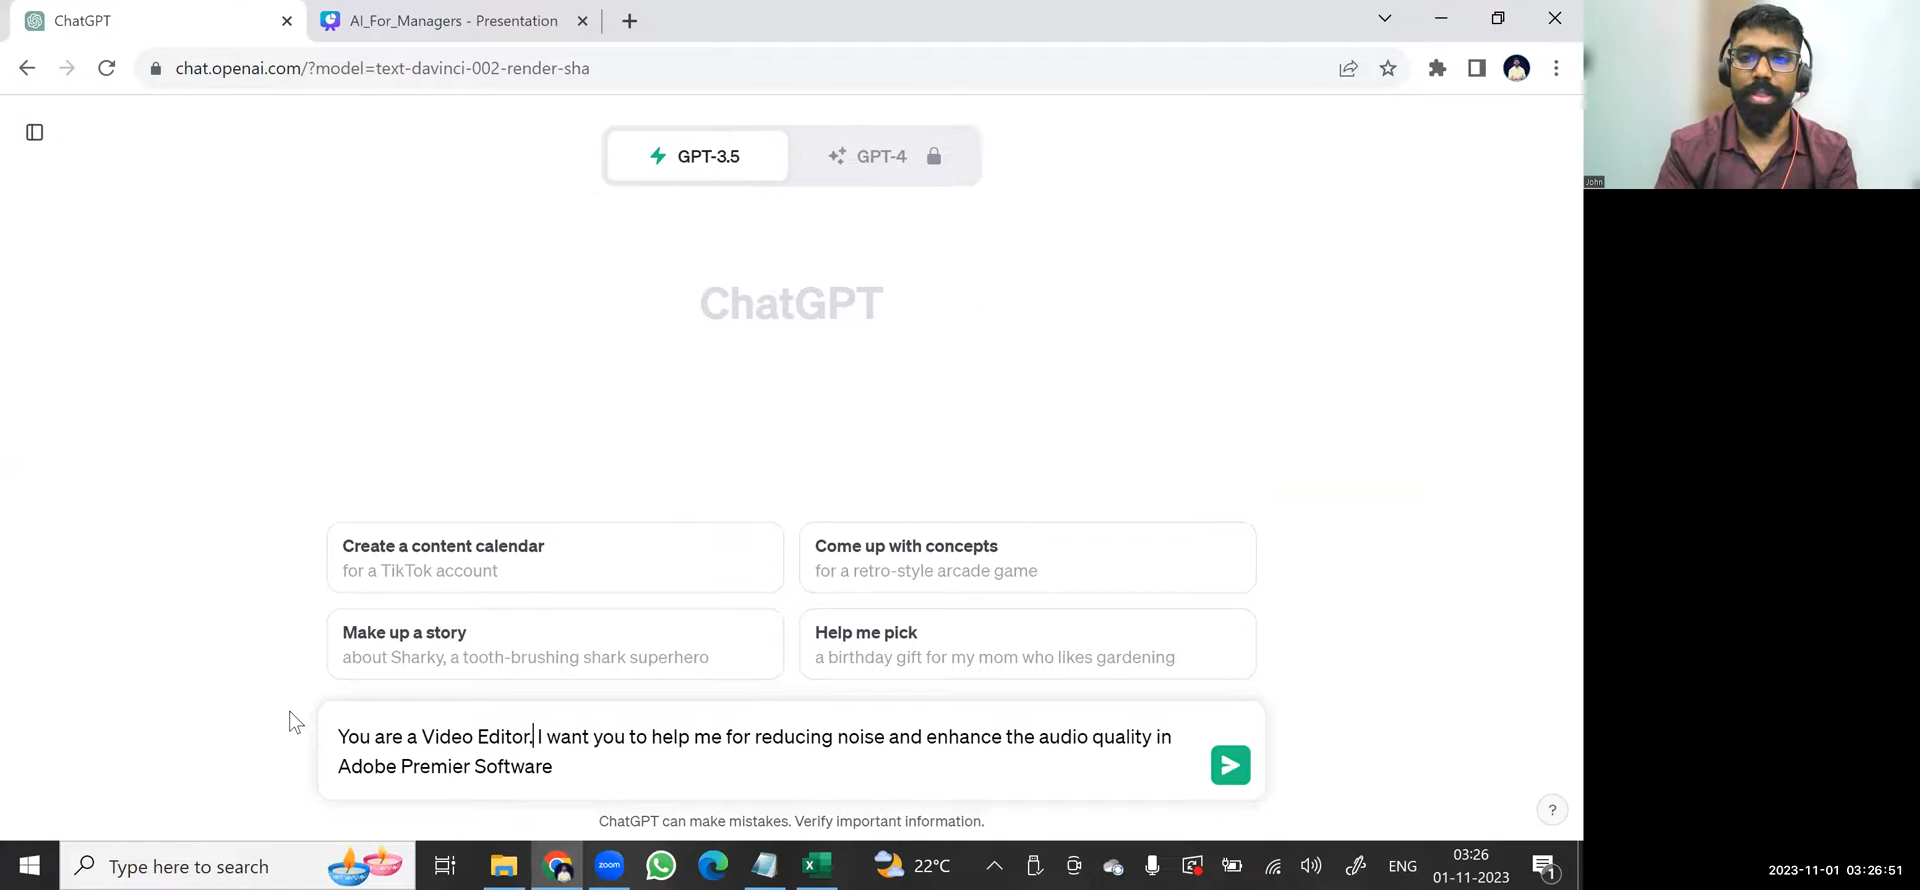 ChatGPT
AI_For_Managers - Presentation
chat.openai.com/?model=text-davinci-002-render-sha
GPT-3.5
GPT-4
ChatGPT
Create a content calendar
for a TikTok account
Come up with concepts
for a retro-style arcade game
Make up a story
about Sharky, a tooth-brushing shark superhero
Help me pick
a birthday gift for my mom who likes gardening
You are a Video Editor. I want you to help me for reducing noise and enhance the audio quality in
Adobe Premier Software
ChatGPT can make mistakes. Verify important information.
?
Type here to search
zoom
22°C
ENG
03:26
01-11-2023
1
John
2023-11-01 03:26:51